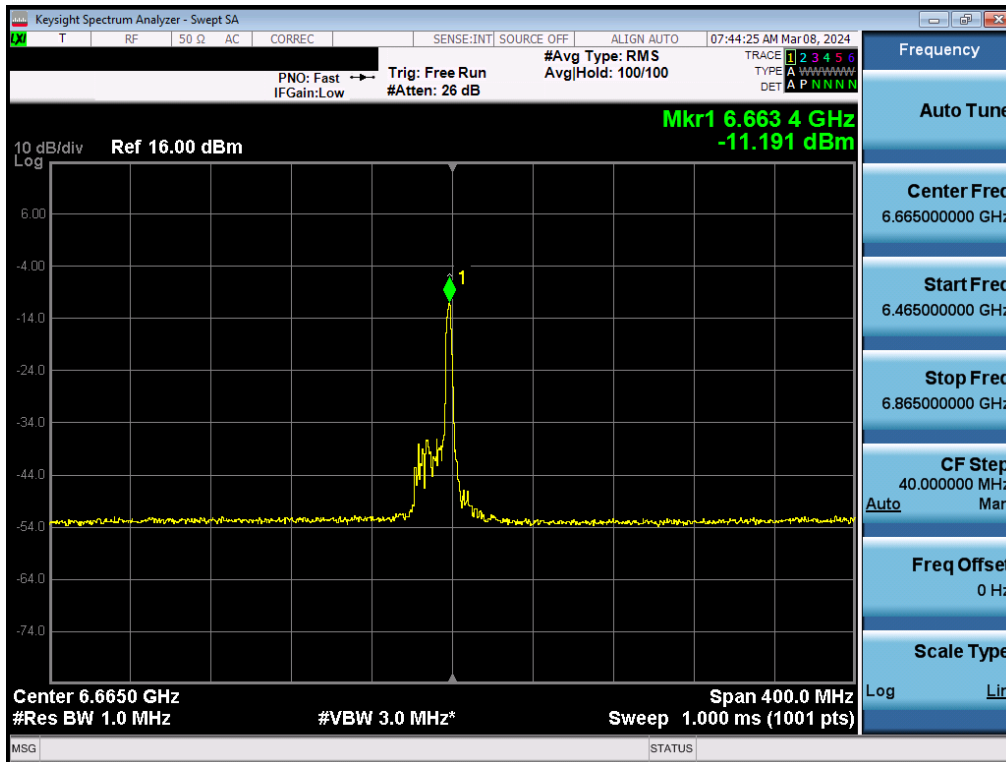 Keysight Spectrum Analyzer - Swept SA
LXI T RF 50 Ω AC CORREC SENSE:INT SOURCE OFF ALIGN AUTO 07:44:25 AM Mar 08, 2024
PNO: Fast
IFGain:Low
Trig: Free Run
#Atten: 26 dB
#Avg Type: RMS
Avg|Hold: 100/100
TRACE 1 2 3 4 5 6
TYPE A WWWWW
DET A P N N N N
Mkr1 6.663 4 GHz
-11.191 dBm
10 dB/div Ref 16.00 dBm
Log
6.00
-4.00
1
-14.0
-24.0
-34.0
-44.0
-54.0
-64.0
-74.0
Center 6.6650 GHz Span 400.0 MHz
#Res BW 1.0 MHz #VBW 3.0 MHz* Sweep 1.000 ms (1001 pts)
MSG STATUS
Frequency
Auto Tune
Center Freq
6.665000000 GHz
Start Freq
6.465000000 GHz
Stop Freq
6.865000000 GHz
CF Step
40.000000 MHz
Auto Man
Freq Offset
0 Hz
Scale Type
Log Lin